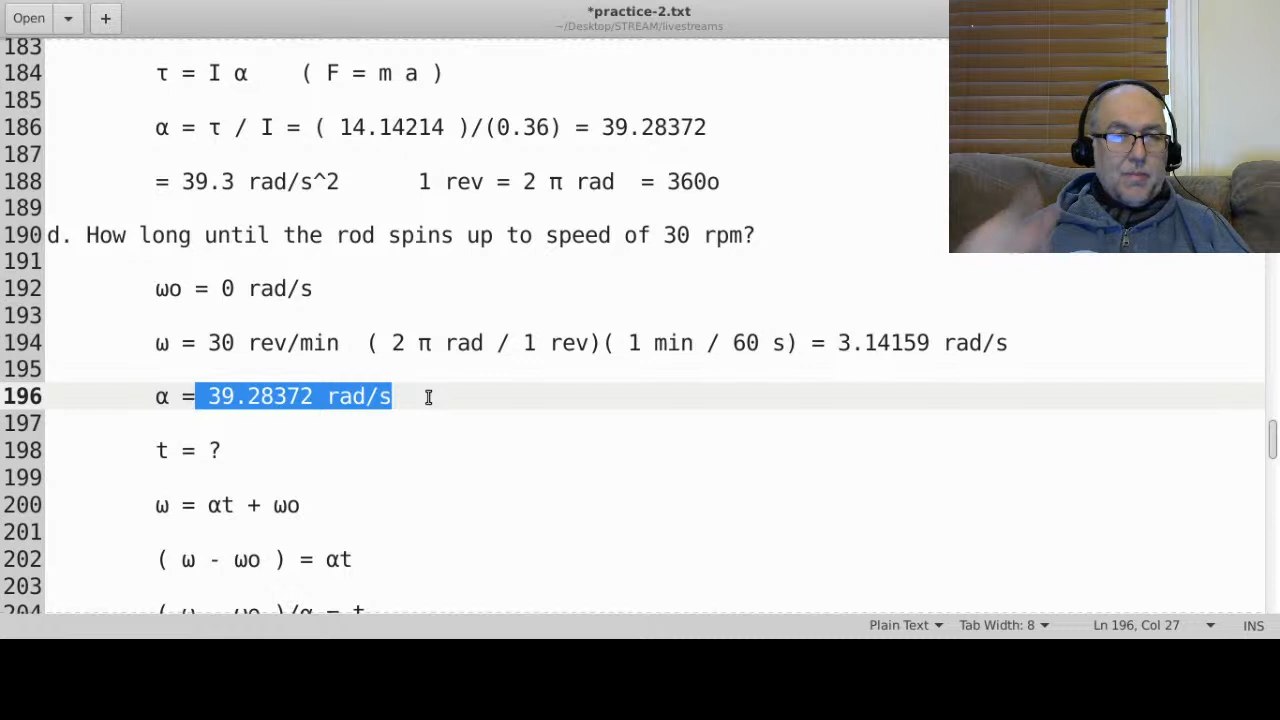 Open
+
*practice-2.txt
~/Desktop/STREAM/livestreams
183
184 τ = I α ( F = m a )
185
186 α = τ / I = ( 14.14214 )/(0.36) = 39.28372
187
188 = 39.3 rad/s^2 1 rev = 2 π rad = 360o
189
190 d. How long until the rod spins up to speed of 30 rpm?
191
192 ωo = 0 rad/s
193
194 ω = 30 rev/min ( 2 π rad / 1 rev)( 1 min / 60 s) = 3.14159 rad/s
195
196 α = 39.28372 rad/s
197
198 t = ?
199
200 ω = αt + ωo
201
202 ( ω - ωo ) = αt
203
204 ( ω - ωo )/α = t
Plain Text Tab Width: 8 Ln 196, Col 27 INS